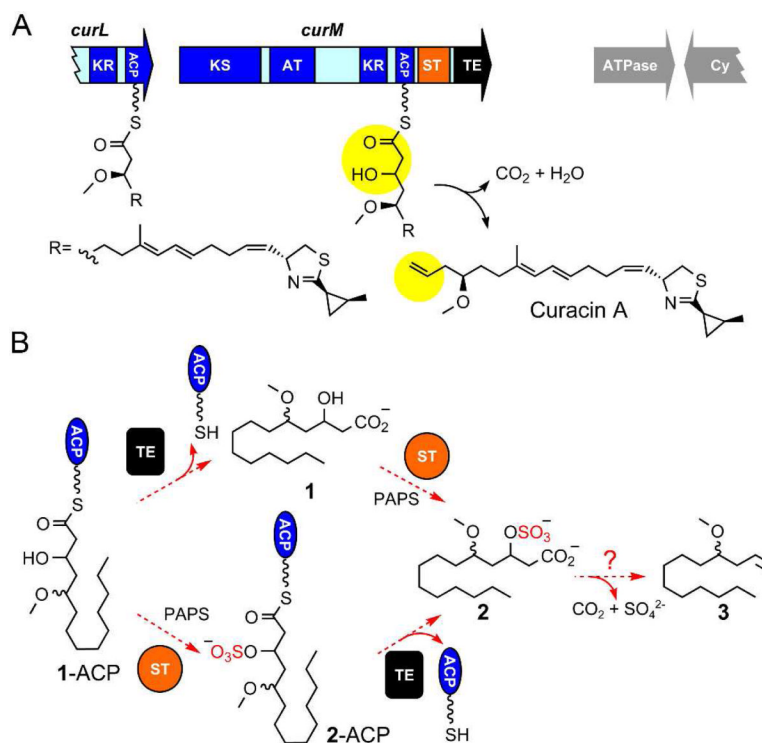 A
curL curM
KR ACP KS AT KR ACP ST TE ATPase Cy
S S
O O
HO CO2 + H2O
O O
R R
R=
S
N
S
N
O
Curacin A
B
ACP
SH
O OH
CO2−
TE
ACP
1
ST
PAPS
S
O
HO
O
ACP
O OSO3−
CO2−
?
O
S
O
2
CO2 + SO42-
3
PAPS
−O3S O
TE
ACP
ST
O
1-ACP
2-ACP
SH